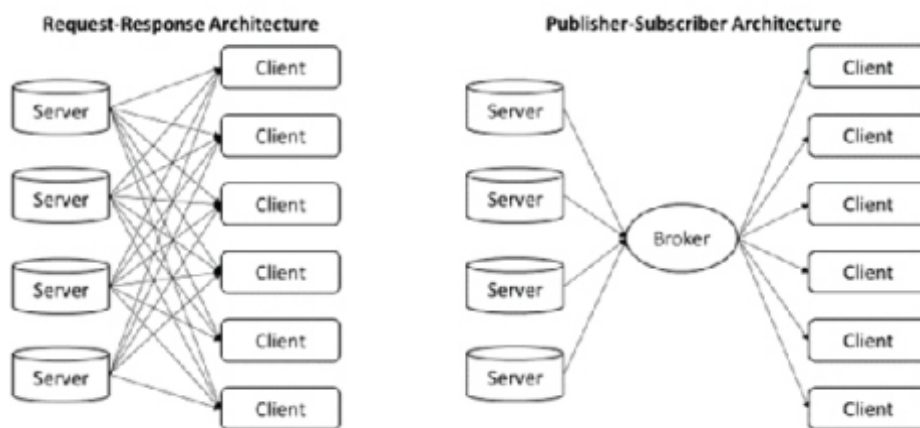 Request-Response Architecture
Server
Server
Server
Server
Client
Client
Client
Client
Client
Client
Publisher-Subscriber Architecture
Server
Server
Server
Server
Broker
Client
Client
Client
Client
Client
Client